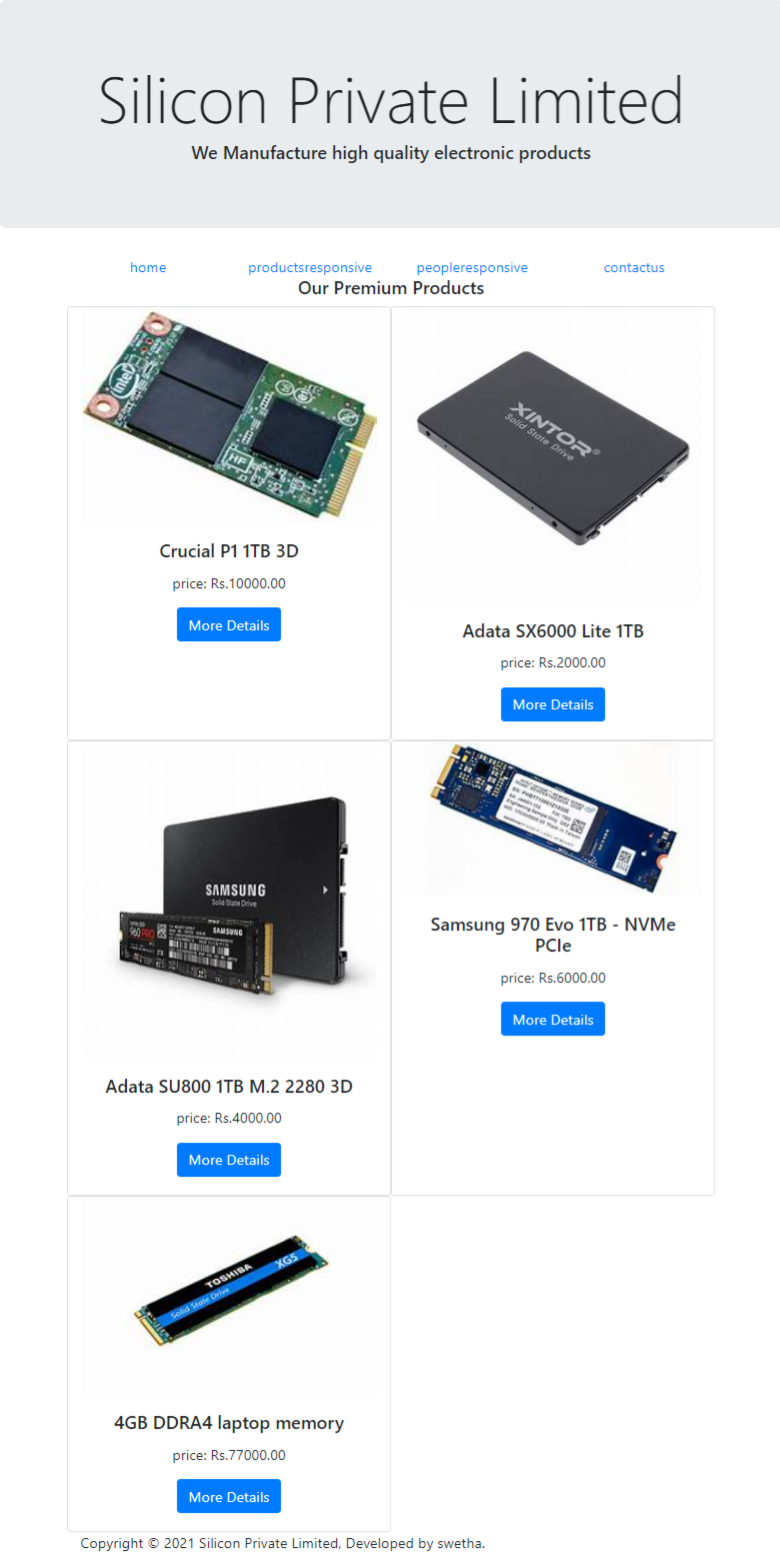 Silicon Private Limited
We Manufacture high quality electronic products
home productsresponsive peopleresponsive contactus
Our Premium Products
intel
HF
Crucial P1 1TB 3D
price: Rs.10000.00
More Details
XINTOR®
Solid State Drive
Adata SX6000 Lite 1TB
price: Rs.2000.00
More Details
SAMSUNG
Solid State Drive
960 PRO
SAMSUNG
Adata SU800 1TB M.2 2280 3D
price: Rs.4000.00
More Details
Samsung 970 Evo 1TB - NVMe
PCIe
price: Rs.6000.00
More Details
TOSHIBA
XG5
Solid State Drive
4GB DDRA4 laptop memory
price: Rs.77000.00
More Details
Copyright © 2021 Silicon Private Limited, Developed by swetha.